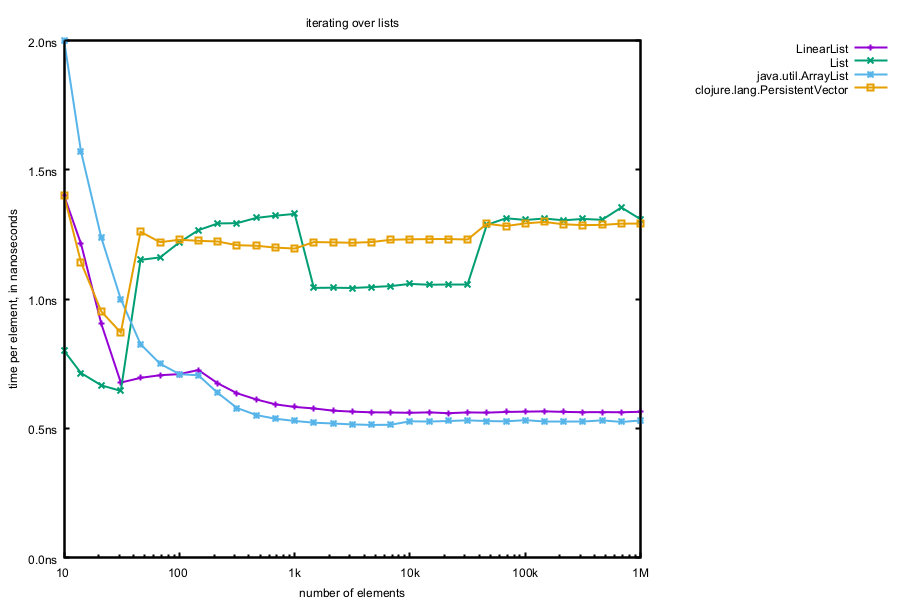 iterating over lists
LinearList
List
java.util.ArrayList
clojure.lang.PersistentVector
time per element, in nanoseconds
2.0ns
1.5ns
1.0ns
0.5ns
0.0ns
10 100 1k 10k 100k 1M
number of elements